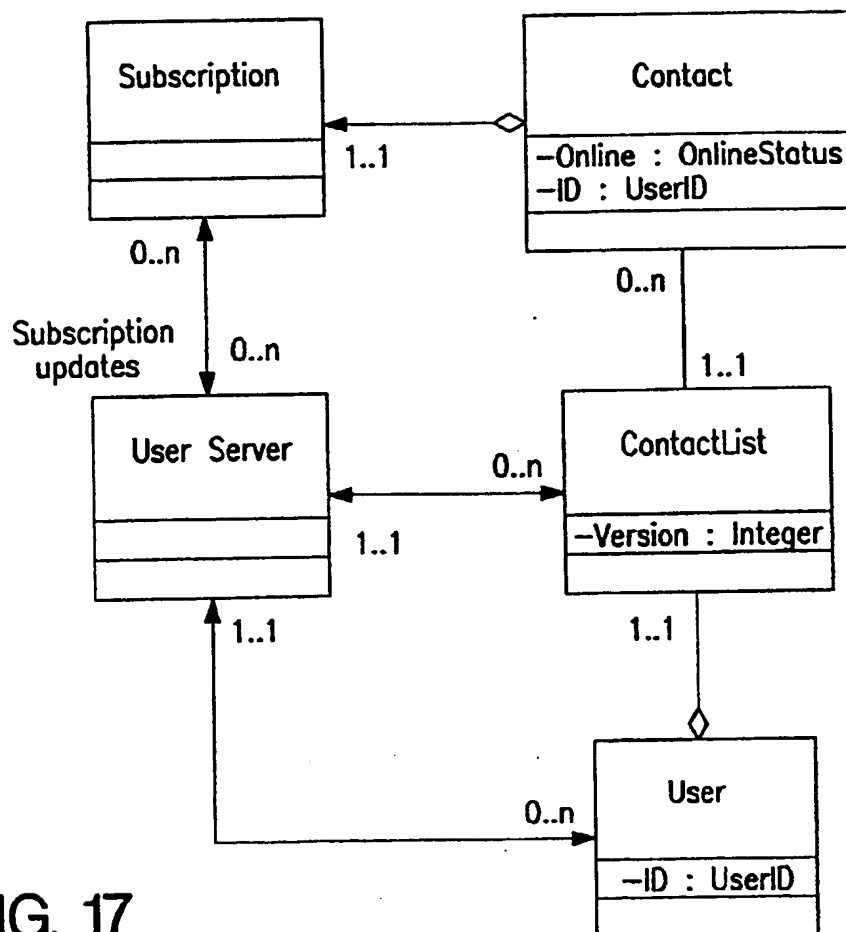 Subscription
Contact
1..1
-Online : OnlineStatus
-ID : UserID
0..n
0..n
Subscription
updates
0..n
1..1
User Server
ContactList
0..n
1..1
-Version : Integer
1..1
1..1
User
0..n
-ID : UserID
IG. 17